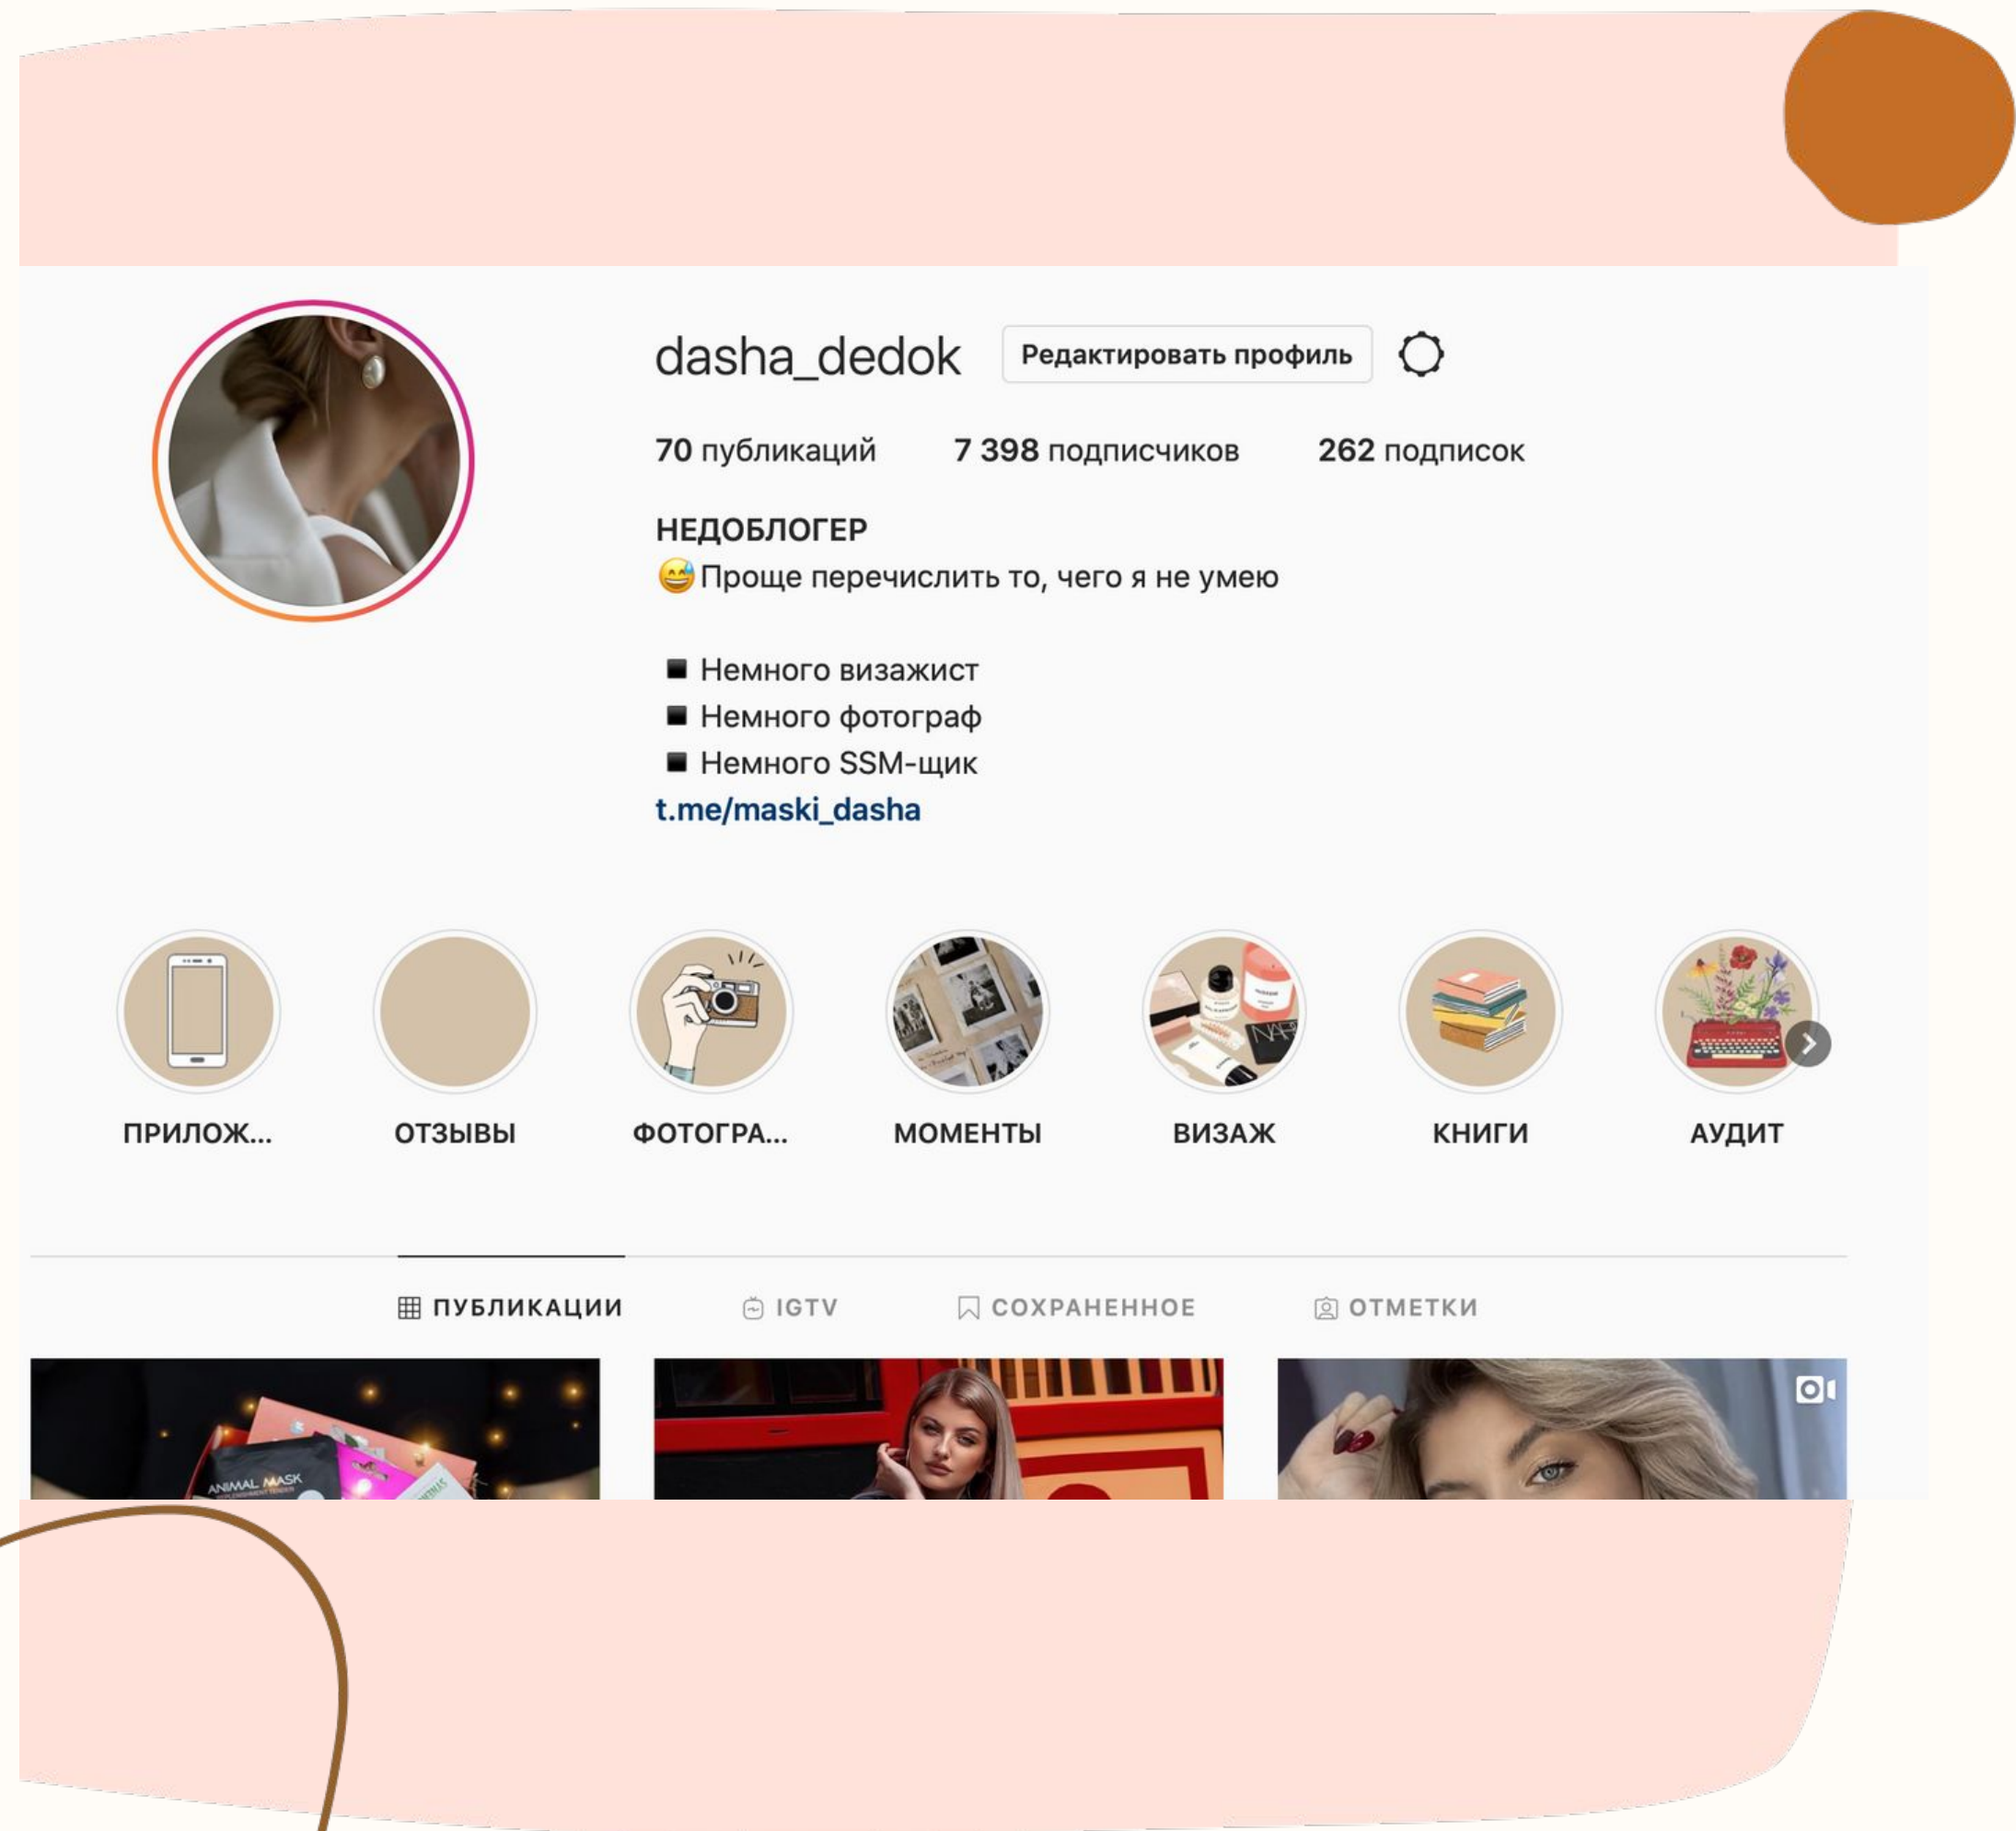 dasha_dedok Редактировать профиль
70 публикаций 7 398 подписчиков 262 подписок
НЕДОБЛОГЕР
😅Проще перечислить то, чего я не умею
◾ Немного визажист
◾ Немного фотограф
◾ Немного SSM-щик
t.me/maski_dasha
ПРИЛОЖ... ОТЗЫВЫ ФОТОГРА... МОМЕНТЫ ВИЗАЖ КНИГИ АУДИТ
ПУБЛИКАЦИИ IGTV СОХРАНЕННОЕ ОТМЕТКИ
ANIMAL MASK